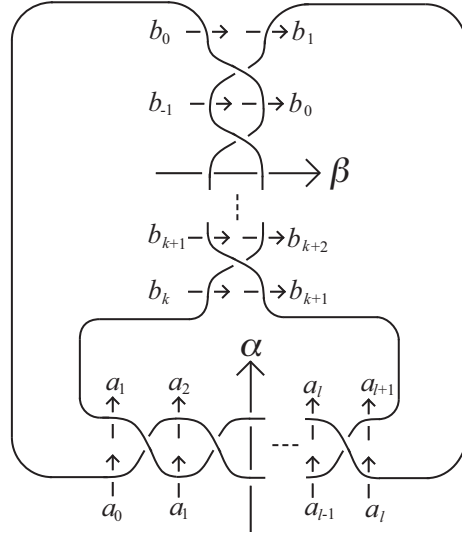 b₀ b₁
b₋₁ b₀
β
bₖ₊₁ bₖ₊₂
bₖ bₖ₊₁
α
a₁ a₂ aₗ aₗ₊₁
a₀ a₁ aₗ₋₁ aₗ